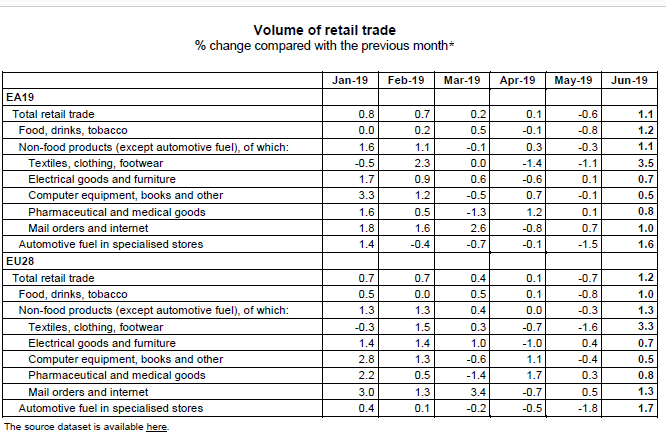 Volume of retail trade
% change compared with the previous month*
Jan-19 Feb-19 Mar-19 Apr-19 May-19 Jun-19
EA19
Total retail trade 0.8 0.7 0.2 0.1 -0.6 1.1
Food, drinks, tobacco 0.0 0.2 0.5 -0.1 -0.8 1.2
Non-food products (except automotive fuel), of which: 1.6 1.1 -0.1 0.3 -0.3 1.1
Textiles, clothing, footwear -0.5 2.3 0.0 -1.4 -1.1 3.5
Electrical goods and furniture 1.7 0.9 0.6 -0.6 0.1 0.7
Computer equipment, books and other 3.3 1.2 -0.5 0.7 -0.1 0.5
Pharmaceutical and medical goods 1.6 0.5 -1.3 1.2 0.1 0.8
Mail orders and internet 1.8 1.6 2.6 -0.8 0.7 1.0
Automotive fuel in specialised stores 1.4 -0.4 -0.7 -0.1 -1.5 1.6
EU28
Total retail trade 0.7 0.7 0.4 0.1 -0.7 1.2
Food, drinks, tobacco 0.5 0.0 0.5 0.1 -0.8 1.0
Non-food products (except automotive fuel), of which: 1.3 1.3 0.4 0.0 -0.3 1.3
Textiles, clothing, footwear -0.3 1.5 0.3 -0.7 -1.6 3.3
Electrical goods and furniture 1.4 1.4 1.0 -1.0 0.4 0.7
Computer equipment, books and other 2.8 1.3 -0.6 1.1 -0.4 0.5
Pharmaceutical and medical goods 2.2 0.5 -1.4 1.7 0.3 0.8
Mail orders and internet 3.0 1.3 3.4 -0.7 0.5 1.3
Automotive fuel in specialised stores 0.4 0.1 -0.2 -0.5 -1.8 1.7
The source dataset is available here.